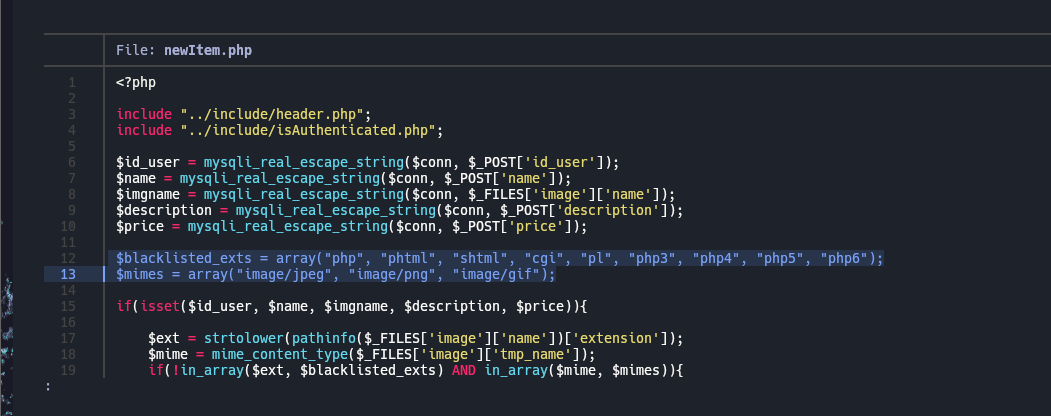 File: newItem.php
1 <?php
2
3 include "../include/header.php";
4 include "../include/isAuthenticated.php";
5
6 $id_user = mysqli_real_escape_string($conn, $_POST['id_user']);
7 $name = mysqli_real_escape_string($conn, $_POST['name']);
8 $imgname = mysqli_real_escape_string($conn, $_FILES['image']['name']);
9 $description = mysqli_real_escape_string($conn, $_POST['description']);
10 $price = mysqli_real_escape_string($conn, $_POST['price']);
11
12 $blacklisted_exts = array("php", "phtml", "shtml", "cgi", "pl", "php3", "php4", "php5", "php6");
13 $mimes = array("image/jpeg", "image/png", "image/gif");
14
15 if(isset($id_user, $name, $imgname, $description, $price)){
16
17     $ext = strtolower(pathinfo($_FILES['image']['name'])['extension']);
18     $mime = mime_content_type($_FILES['image']['tmp_name']);
19     if(!in_array($ext, $blacklisted_exts) AND in_array($mime, $mimes)){
: